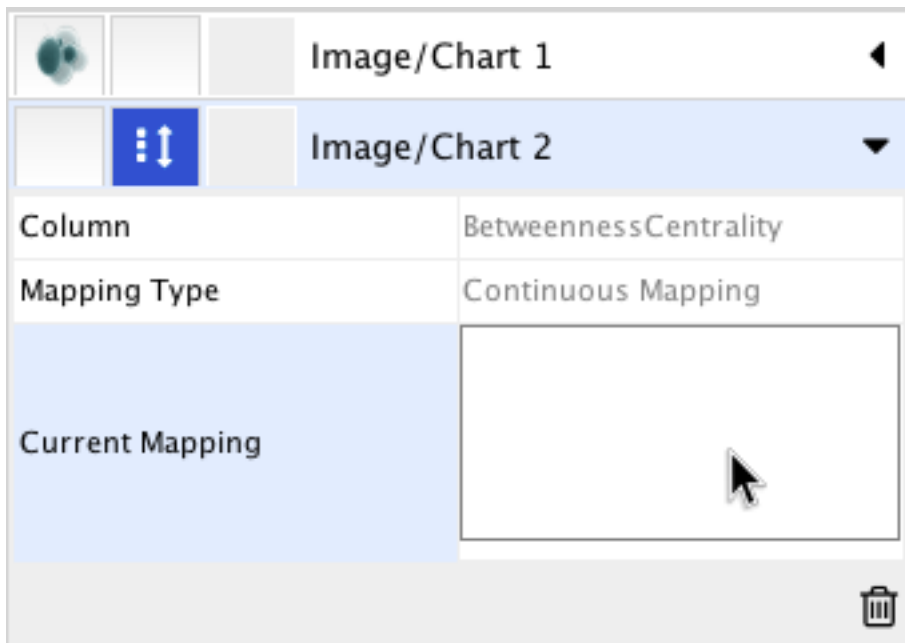 Image/Chart 1
Image/Chart 2
Column BetweennessCentrality
Mapping Type Continuous Mapping
Current Mapping